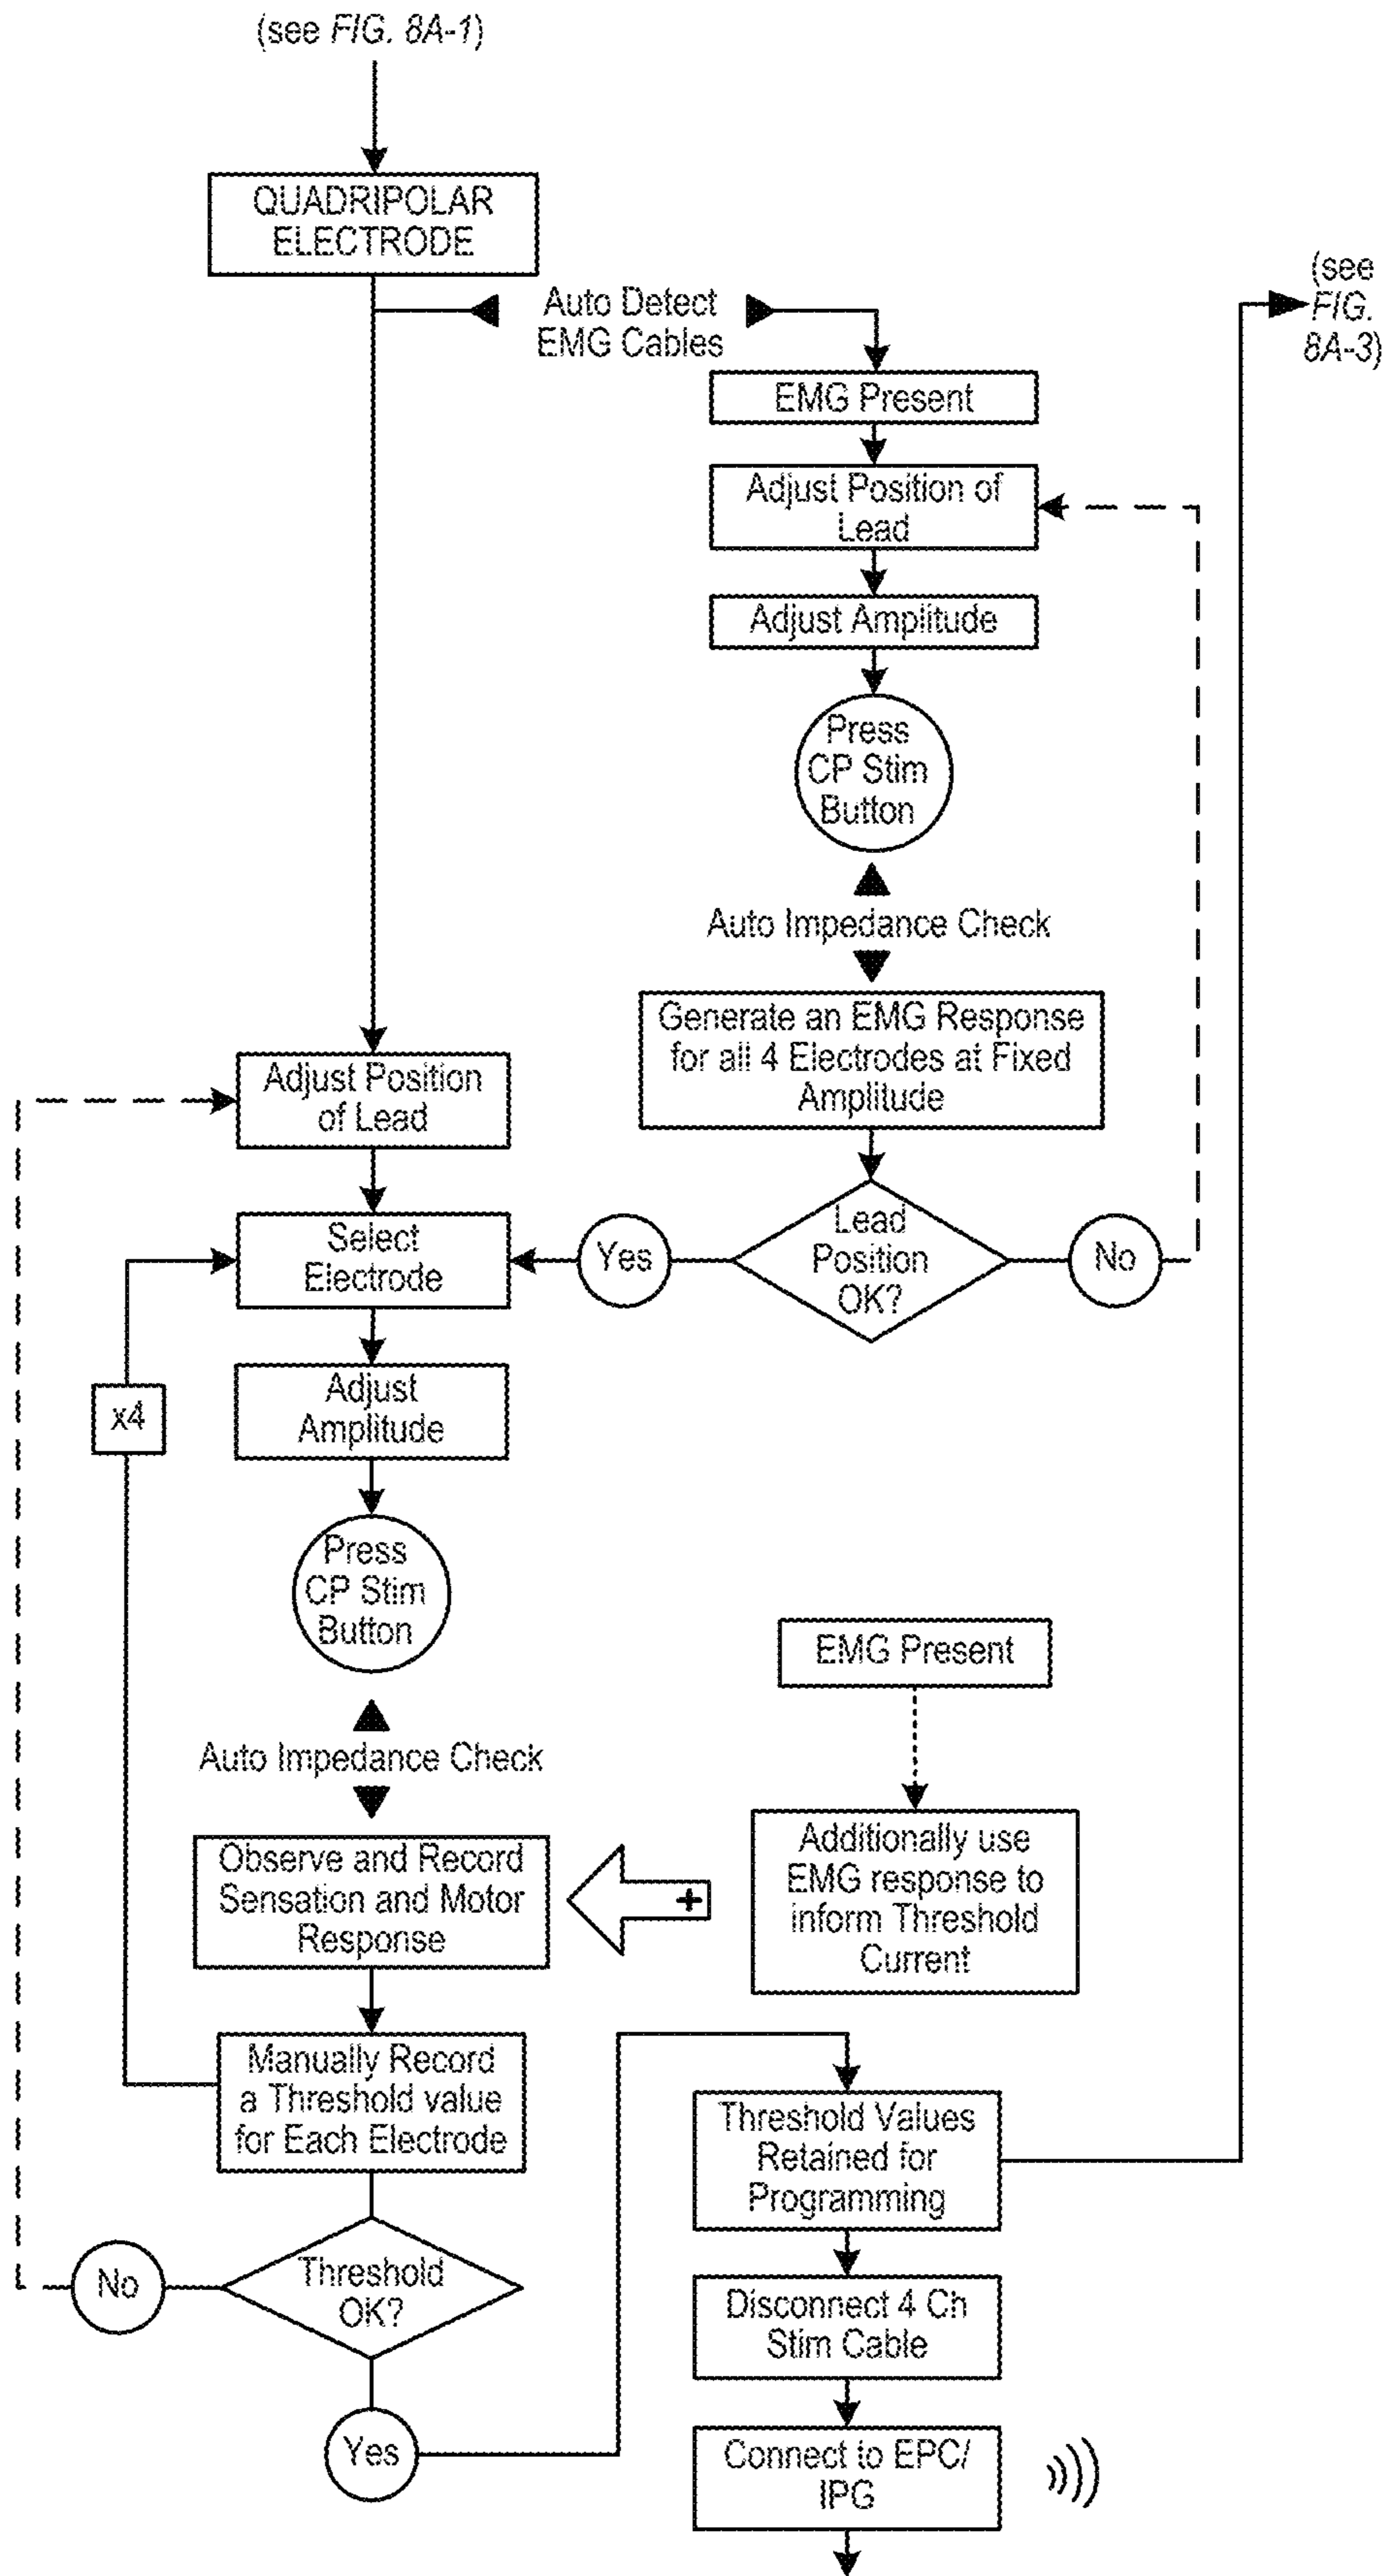 (see FIG. 8A-1)
QUADRIPOLAR
ELECTRODE
Auto Detect
EMG Cables
(see
FIG.
8A-3)
EMG Present
Adjust Position of
Lead
Adjust Amplitude
Press
CP Stim
Button
Auto Impedance Check
Generate an EMG Response
for all 4 Electrodes at Fixed
Amplitude
Adjust Position
of Lead
Lead
Position
OK?
Yes
No
Select
Electrode
Adjust
Amplitude
x4
Press
CP Stim
Button
Auto Impedance Check
EMG Present
Additionally use
EMG response to
inform Threshold
Current
+
Observe and Record
Sensation and Motor
Response
Manually Record
a Threshold value
for Each Electrode
Threshold
OK?
No
Yes
Threshold Values
Retained for
Programming
Disconnect 4 Ch
Stim Cable
Connect to EPC/
IPG